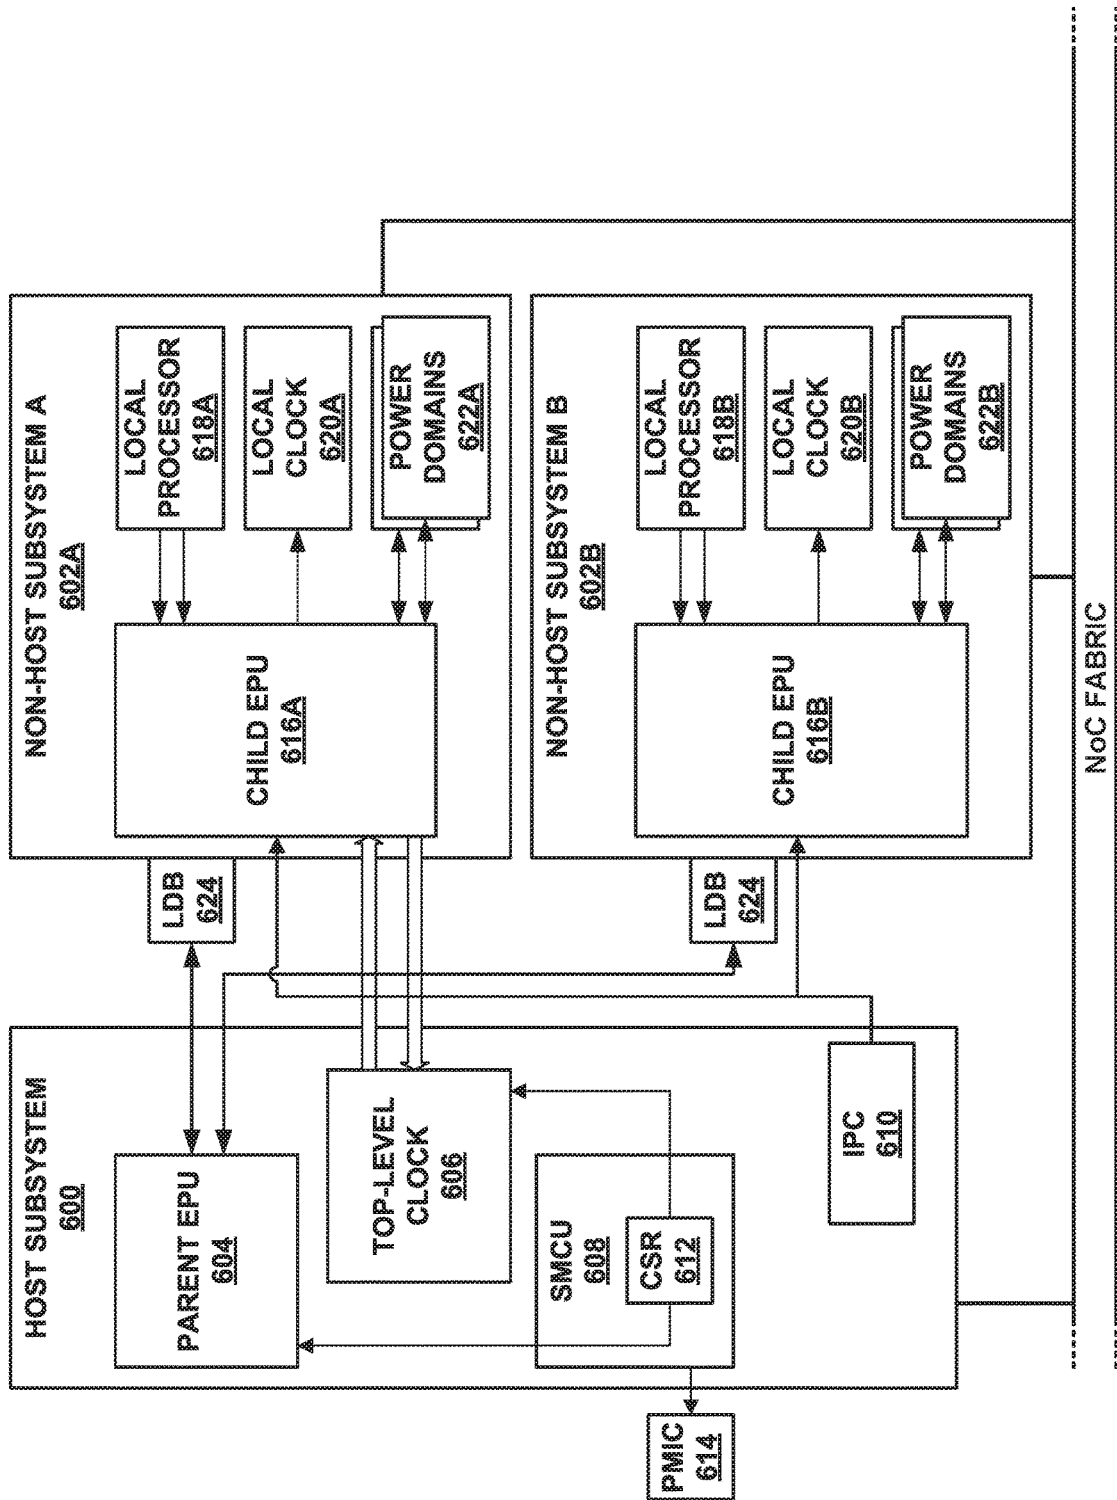 HOST SUBSYSTEM
600
PARENT EPU
604
TOP-LEVEL
CLOCK
606
SMCU
608
CSR
612
IPC
610
PMIC
614
LDB
624
LDB
624
NON-HOST SUBSYSTEM A
602A
CHILD EPU
616A
LOCAL
PROCESSOR
618A
LOCAL
CLOCK
620A
POWER
DOMAINS
622A
NON-HOST SUBSYSTEM B
602B
CHILD EPU
616B
LOCAL
PROCESSOR
618B
LOCAL
CLOCK
620B
POWER
DOMAINS
622B
NoC FABRIC